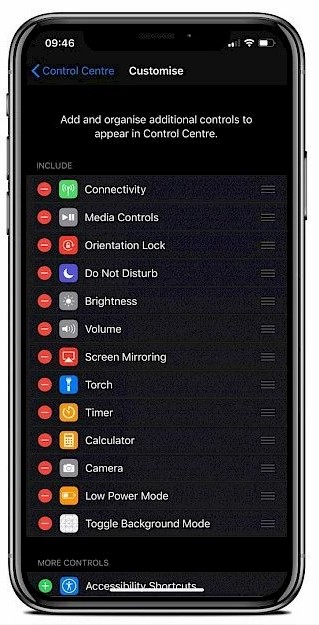 09:46
Control Centre Customise
Add and organise additional controls to
appear in Control Centre.
INCLUDE
Connectivity
Media Controls
Orientation Lock
Do Not Disturb
Brightness
Volume
Screen Mirroring
Torch
Timer
Calculator
Camera
Low Power Mode
Toggle Background Mode
MORE CONTROLS
Accessibility Shortcuts